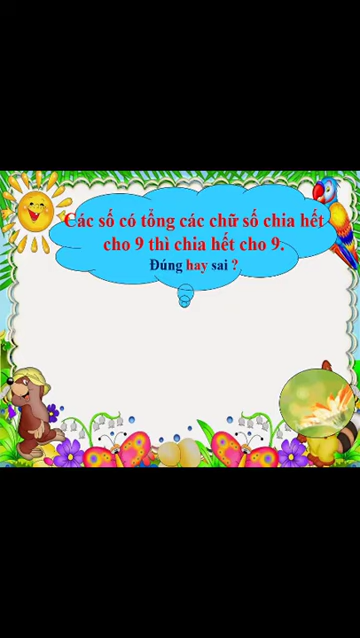 Các số có tổng các chữ số chia hết
cho 9 thì chia hết cho 9.
Đúng hay sai ?